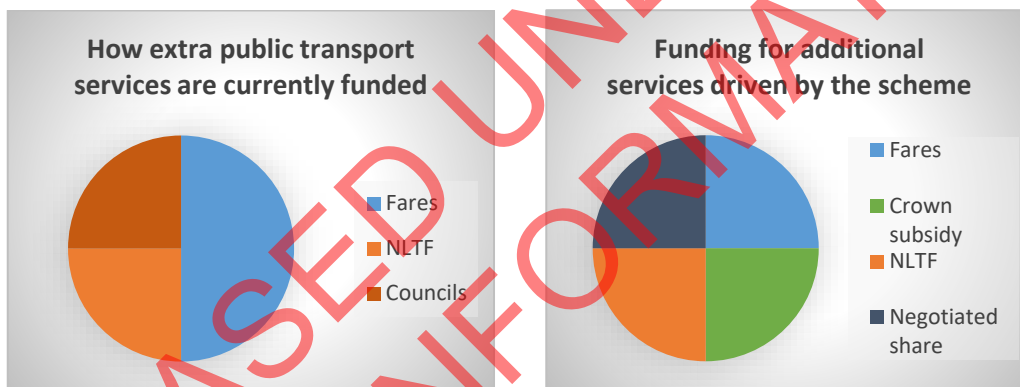 How extra public transport
services are currently funded
Fares
NLTF
Councils
Funding for additional
services driven by the scheme
Fares
Crown
subsidy
NLTF
Negotiated
share